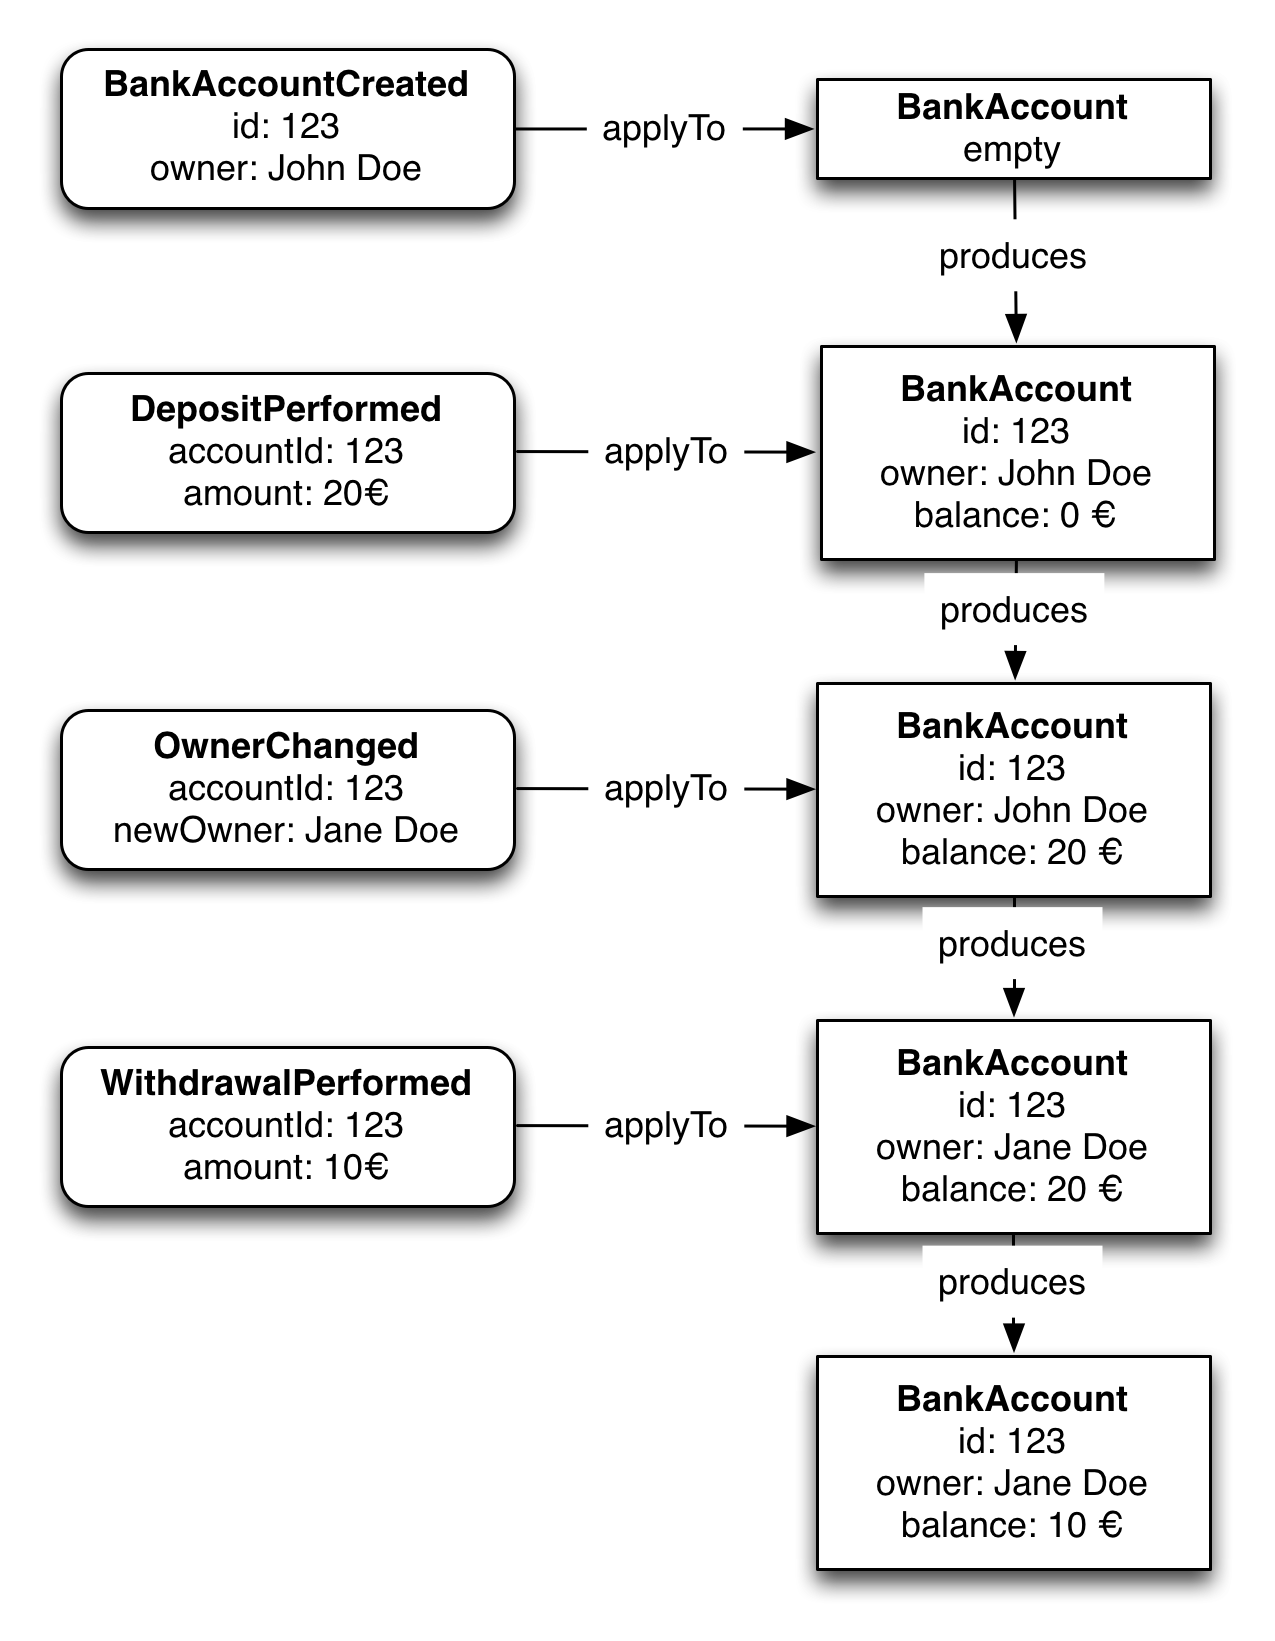 BankAccountCreated
id: 123
owner: John Doe
applyTo
BankAccount
empty
produces
DepositPerformed
accountId: 123
amount: 20€
applyTo
BankAccount
id: 123
owner: John Doe
balance: 0 €
produces
OwnerChanged
accountId: 123
newOwner: Jane Doe
applyTo
BankAccount
id: 123
owner: John Doe
balance: 20 €
produces
WithdrawalPerformed
accountId: 123
amount: 10€
applyTo
BankAccount
id: 123
owner: Jane Doe
balance: 20 €
produces
BankAccount
id: 123
owner: Jane Doe
balance: 10 €